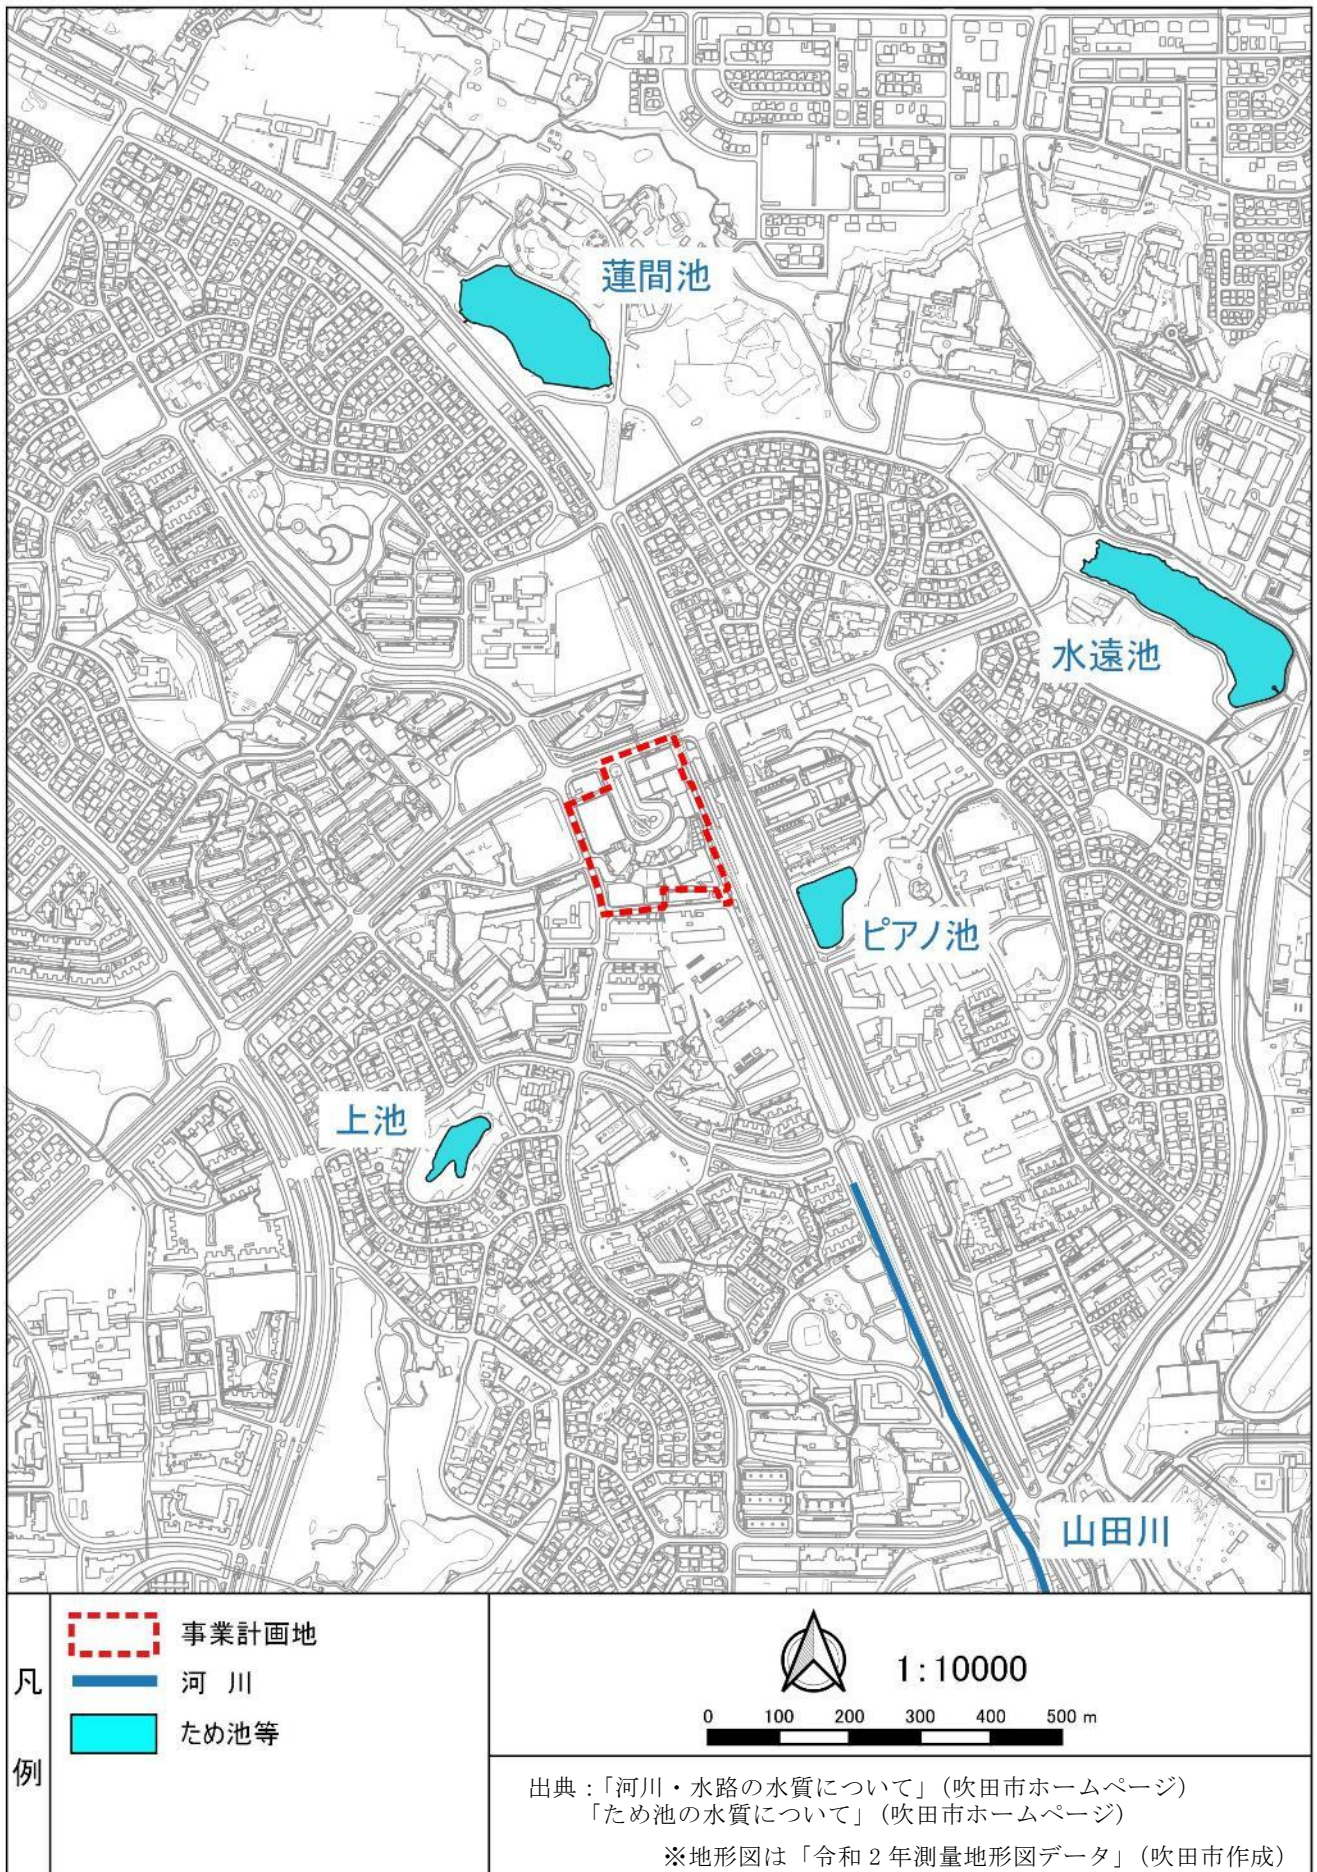 蓮間池
水遠池
ピアノ池
上池
山田川
凡例
事業計画地
河 川
ため池等
1:10000
0 100 200 300 400 500 m
出典:「河川・水路の水質について」(吹田市ホームページ)
「ため池の水質について」(吹田市ホームページ)
※地形図は「令和2年測量地形図データ」(吹田市作成)